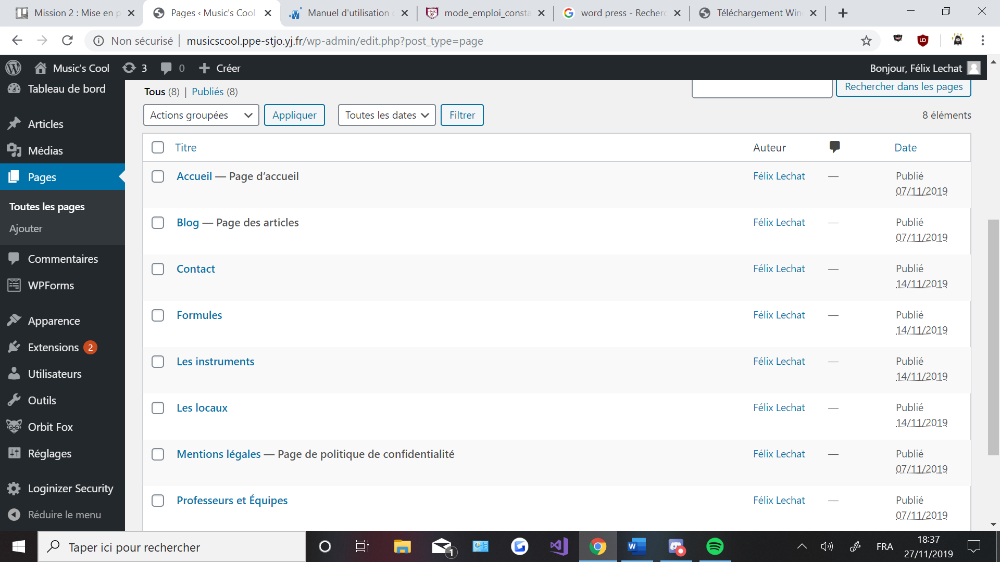 Mission 2 : Mise en p
Pages ‹ Music's Cool
Manuel d'utilisation
mode_emploi_consta
word press - Recherc
Téléchargement Win
Non sécurisé | musicscool.ppe-stjo.yj.fr/wp-admin/edit.php?post_type=page
Music's Cool 3 0 Créer
Bonjour, Félix Lechat
Tableau de bord
Articles
Médias
Pages
Toutes les pages
Ajouter
Commentaires
WPForms
Apparence
Extensions 2
Utilisateurs
Outils
Orbit Fox
Réglages
Loginizer Security
Réduire le menu
Tous (8) | Publiés (8)
Rechercher dans les pages
Actions groupées Appliquer Toutes les dates Filtrer
8 éléments
Titre Auteur Date
Accueil — Page d’accueil Félix Lechat — Publié
07/11/2019
Blog — Page des articles Félix Lechat — Publié
07/11/2019
Contact Félix Lechat — Publié
14/11/2019
Formules Félix Lechat — Publié
14/11/2019
Les instruments Félix Lechat — Publié
14/11/2019
Les locaux Félix Lechat — Publié
14/11/2019
Mentions légales — Page de politique de confidentialité Félix Lechat — Publié
07/11/2019
Professeurs et Équipes Félix Lechat — Publié
07/11/2019
Taper ici pour rechercher
1
FRA
18:37
27/11/2019